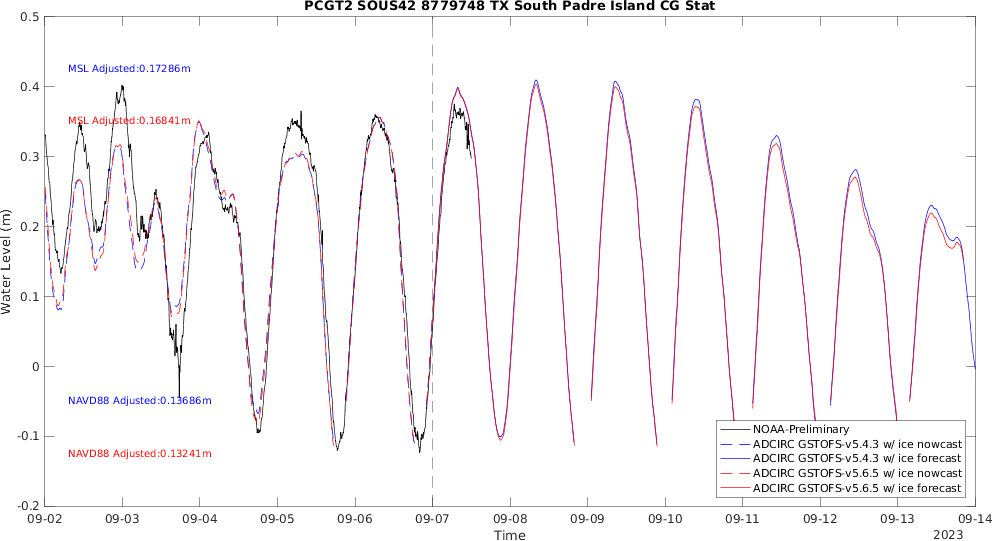 PCGT2 SOUS42 8779748 TX South Padre Island CG Stat
0.5
0.4
0.3
0.2
0.1
0
-0.1
-0.2
Water Level (m)
MSL Adjusted:0.17286m
MSL Adjusted:0.16841m
NAVD88 Adjusted:0.13686m
NAVD88 Adjusted:0.13241m
NOAA-Preliminary
ADCIRC GSTOFS-v5.4.3 w/ ice nowcast
ADCIRC GSTOFS-v5.4.3 w/ ice forecast
ADCIRC GSTOFS-v5.6.5 w/ ice nowcast
ADCIRC GSTOFS-v5.6.5 w/ ice forecast
09-02 09-03 09-04 09-05 09-06 09-07 09-08 09-09 09-10 09-11 09-12 09-13 09-14
Time
2023